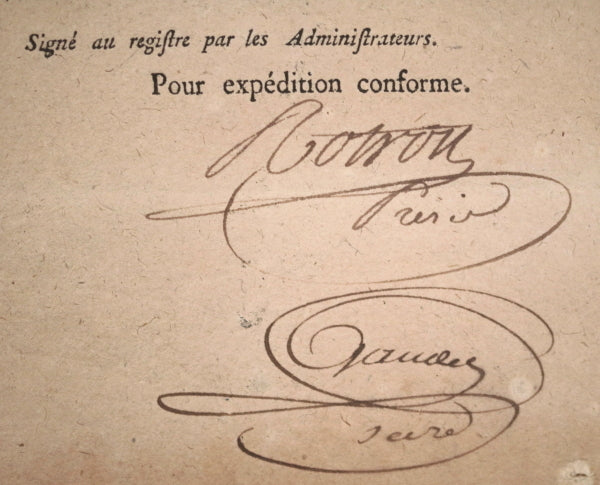 Signé au regiſtre par les Adminiſtrateurs.
Pour expédition conforme.
Rotrou